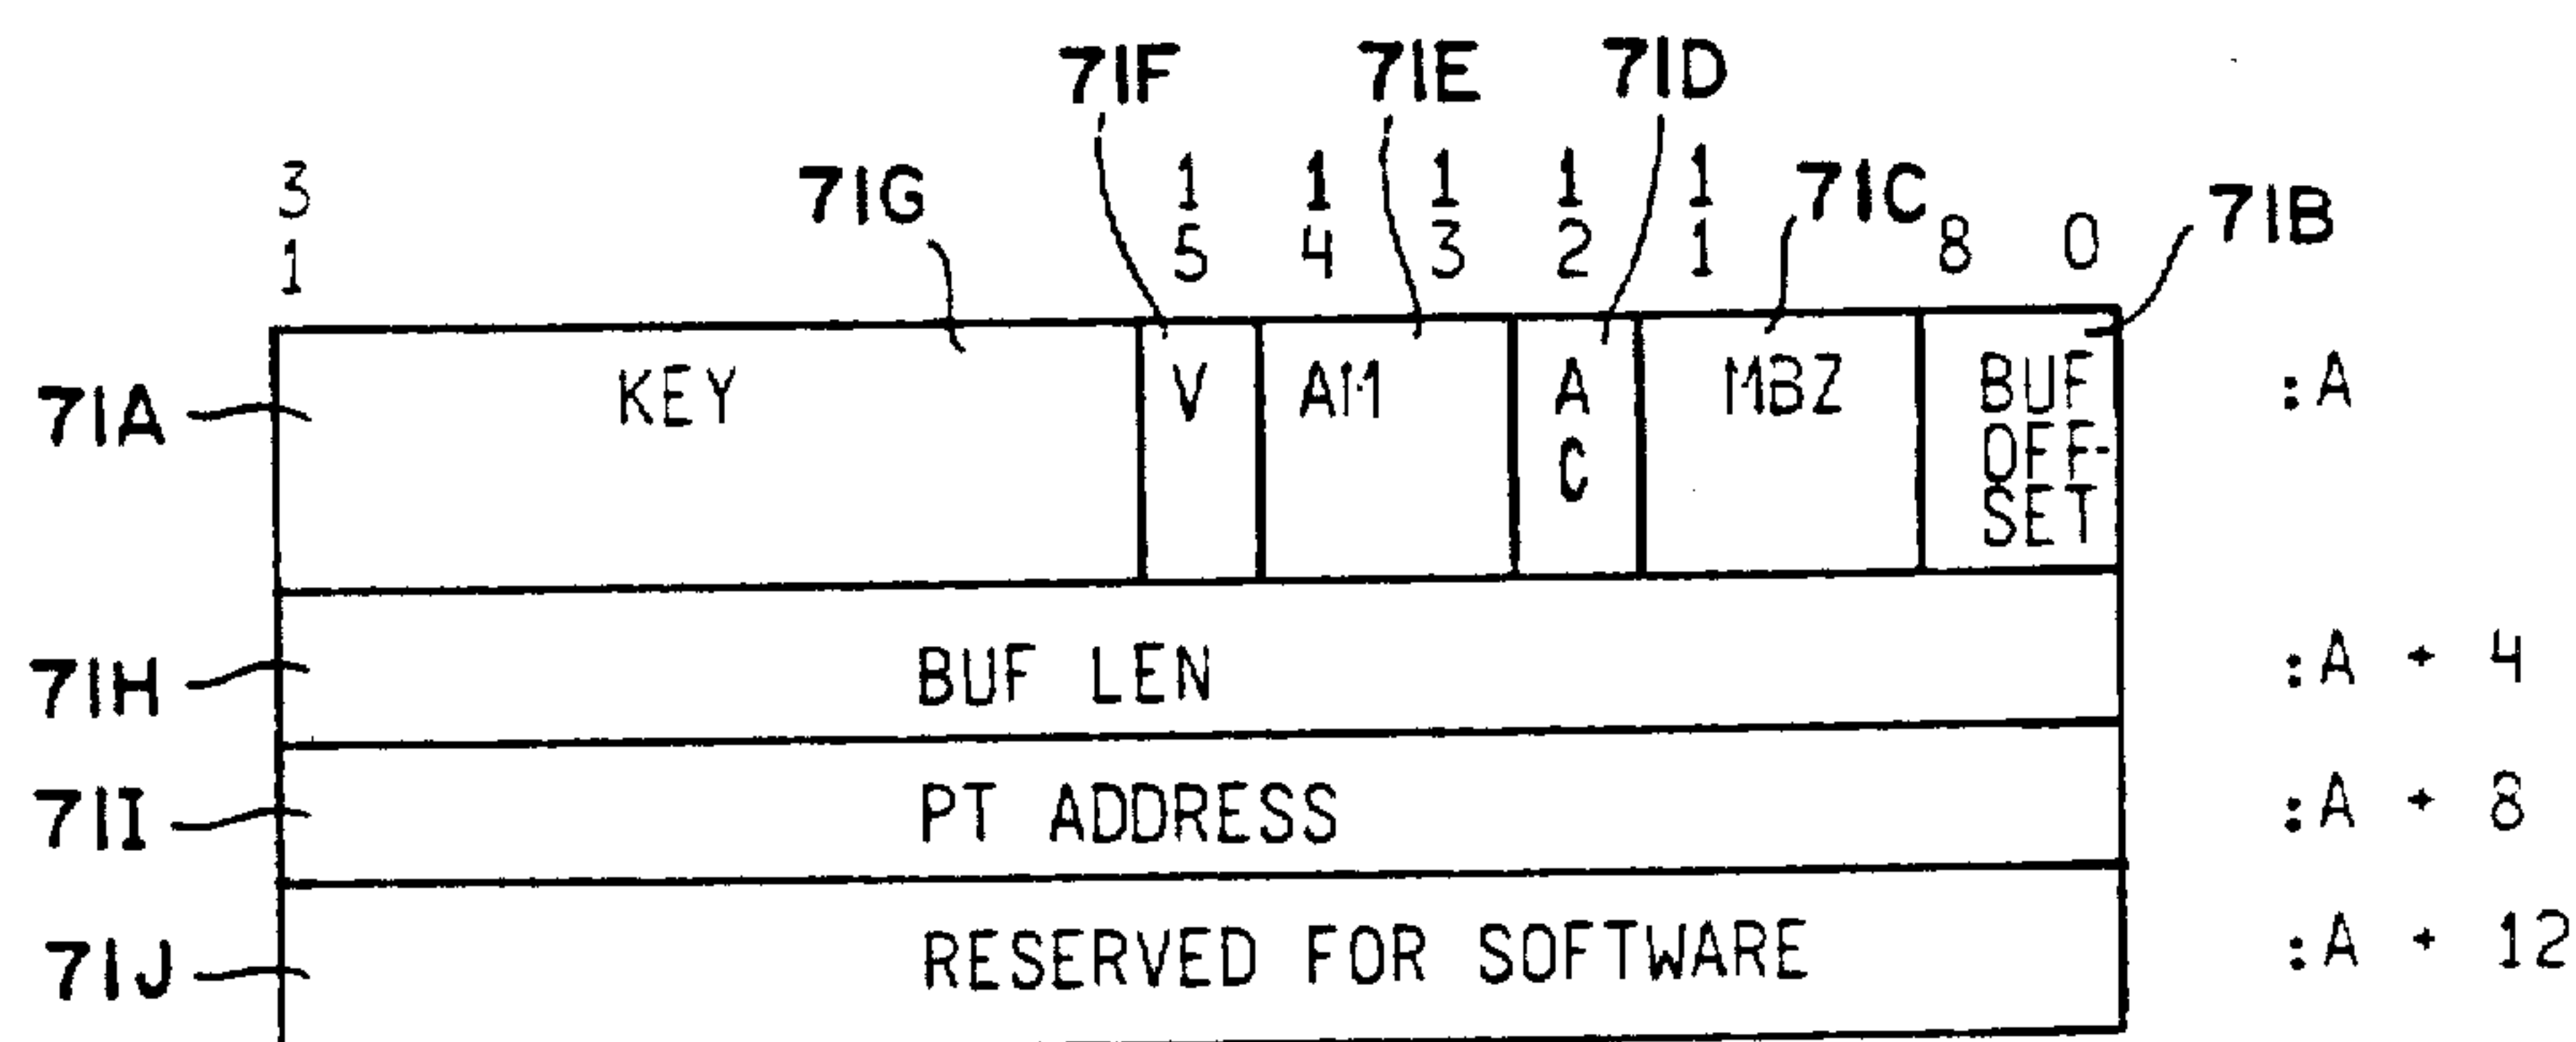 71F 71E 71D
3 1 71G 1 5 1 4 1 3 1 2 1 1 71C 8 0 71B
71A KEY V AM A C MBZ BUF OFF- SET :A
71H BUF LEN :A + 4
71I PT ADDRESS :A + 8
71J RESERVED FOR SOFTWARE :A + 12